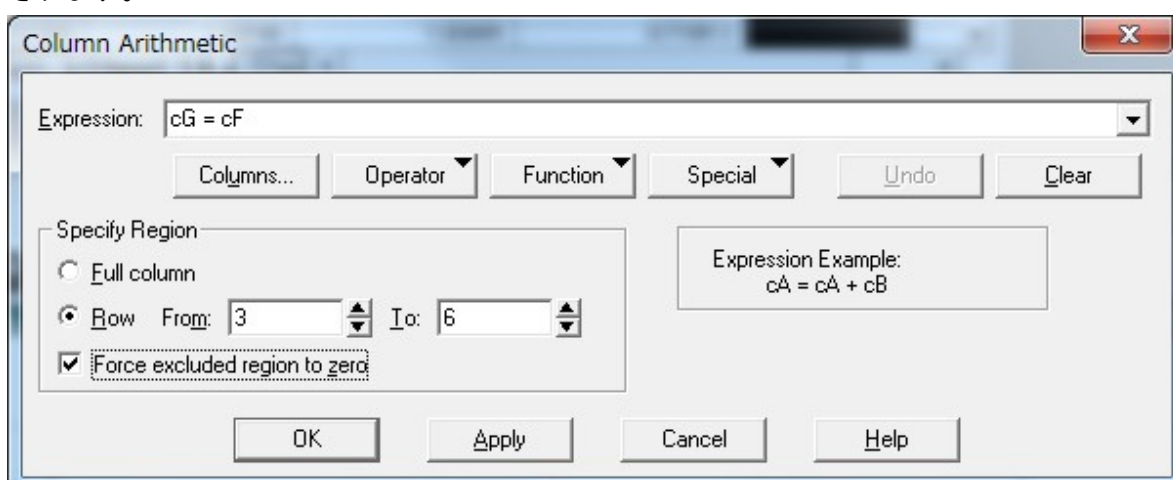 Column Arithmetic
Expression: cG = cF
Columns... Operator Function Special Undo Clear
Specify Region
Full column
Row From: 3 To: 6
Force excluded region to zero
Expression Example:
cA = cA + cB
OK Apply Cancel Help